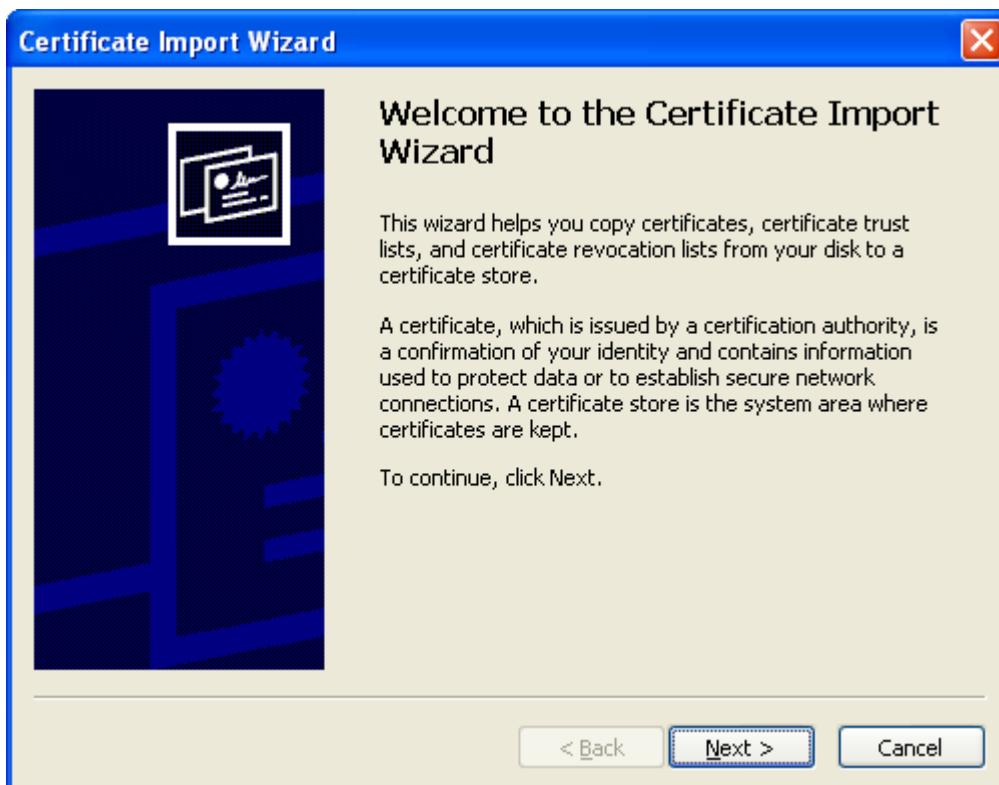 Certificate Import Wizard
Welcome to the Certificate Import
Wizard
This wizard helps you copy certificates, certificate trust
lists, and certificate revocation lists from your disk to a
certificate store.
A certificate, which is issued by a certification authority, is
a confirmation of your identity and contains information
used to protect data or to establish secure network
connections. A certificate store is the system area where
certificates are kept.
To continue, click Next.
< Back Next > Cancel